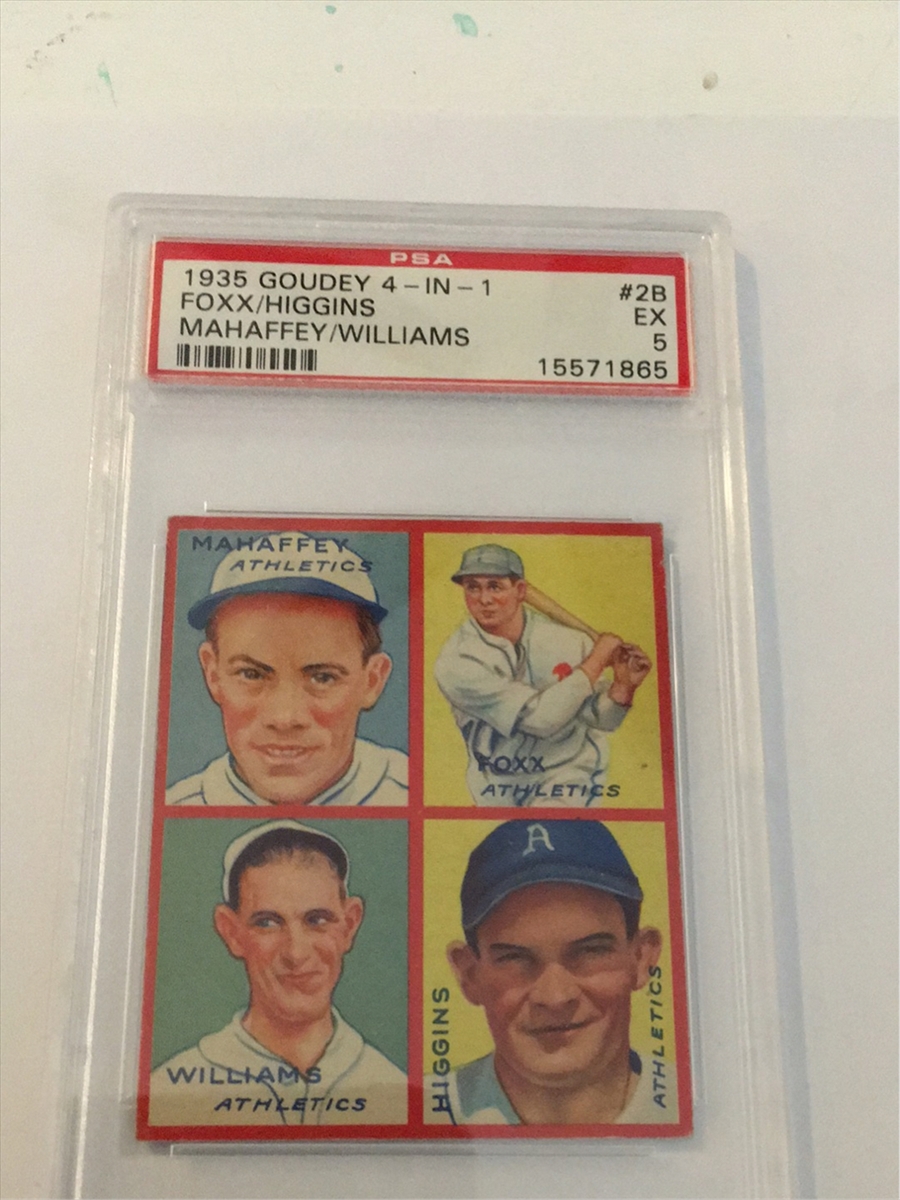 PSA
1935 GOUDEY 4-IN-1 #2B
FOXX/HIGGINS EX
MAHAFFEY/WILLIAMS 5
15571865
MAHAFFEY
ATHLETICS
FOXX
ATHLETICS
WILLIAMS
ATHLETICS
A
HIGGINS
ATHLETICS